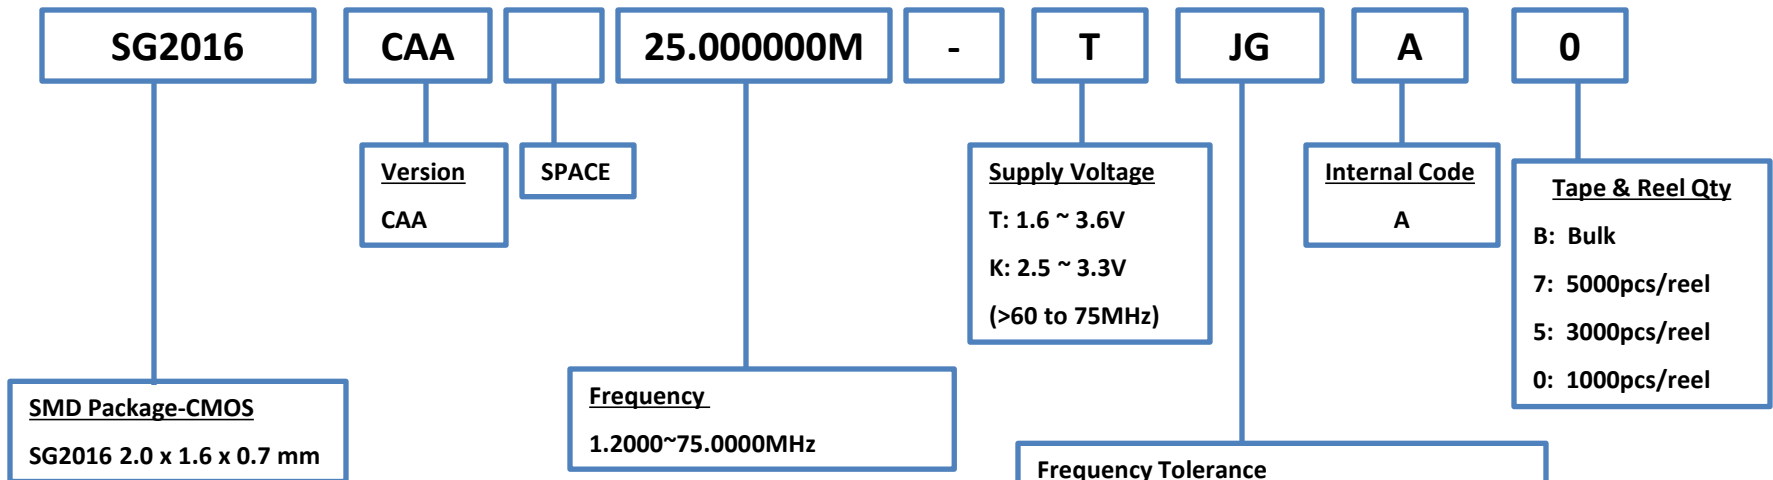 SG2016 CAA 25.000000M - T JG A 0
Version
CAA
SPACE
Supply Voltage
T: 1.6 ~ 3.6V
K: 2.5 ~ 3.3V
(>60 to 75MHz)
Internal Code
A
Tape & Reel Qty
B: Bulk
7: 5000pcs/reel
5: 3000pcs/reel
0: 1000pcs/reel
SMD Package-CMOS
SG2016 2.0 x 1.6 x 0.7 mm
Frequency
1.2000~75.0000MHz
Frequency Tolerance